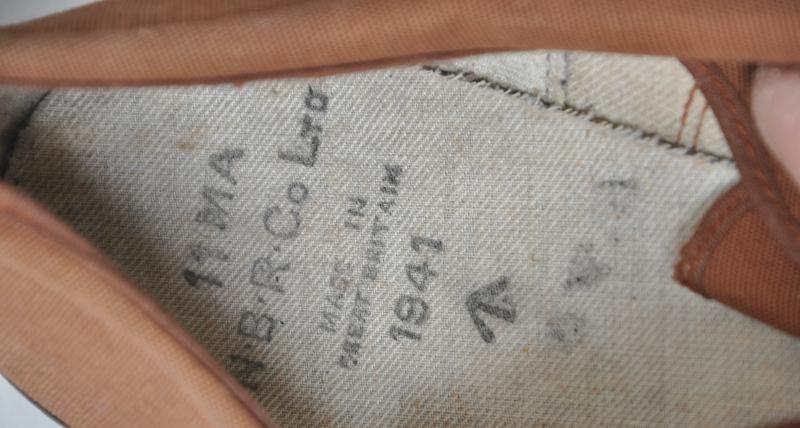 11 MA
N.B.R.Co LTD
MADE IN
GREAT BRITAIN
1941